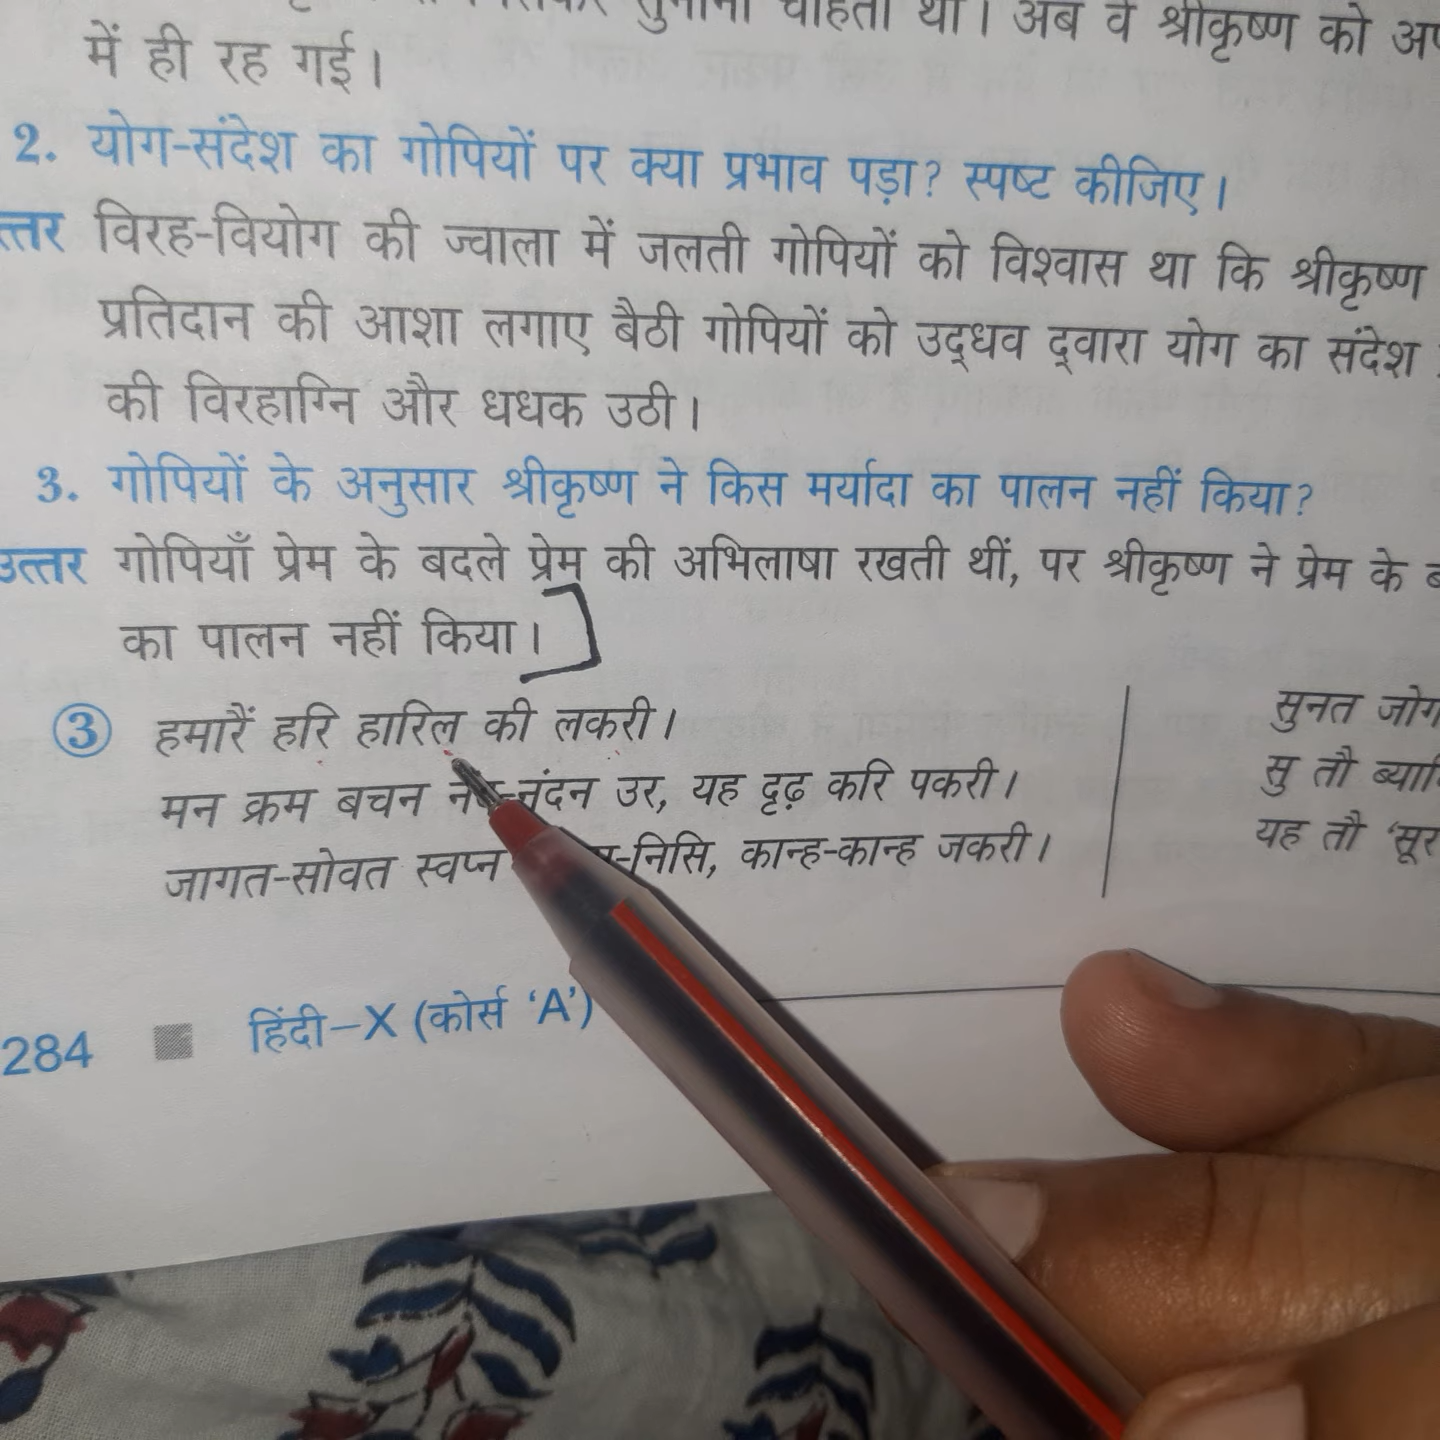 चाहती थीं। अब वे श्रीकृष्ण को
में ही रह गई।
2. योग-संदेश का गोपियों पर क्या प्रभाव पड़ा? स्पष्ट कीजिए।
विरह-वियोग की ज्वाला में जलती गोपियों को विश्वास था कि श्रीकृष्ण
प्रतिदान की आशा लगाए बैठी गोपियों को उद्धव द्वारा योग का संदेश
की विरहाग्नि और धधक उठी।
3. गोपियों के अनुसार श्रीकृष्ण ने किस मर्यादा का पालन नहीं किया?
उत्तर गोपियाँ प्रेम के बदले प्रेम की अभिलाषा रखती थीं, पर श्रीकृष्ण ने प्रेम के
का पालन नहीं किया।
3 हमारैं हरि हारिल की लकरी।
मन क्रम बचन नंदन उर, यह दृढ़ करि पकरी।
जागत-सोवत स्वप्न निसि, कान्ह-कान्ह जकरी।
सुनत
सु तौ
यह तौ
284 हिंदी–X (कोर्स ‘A’)